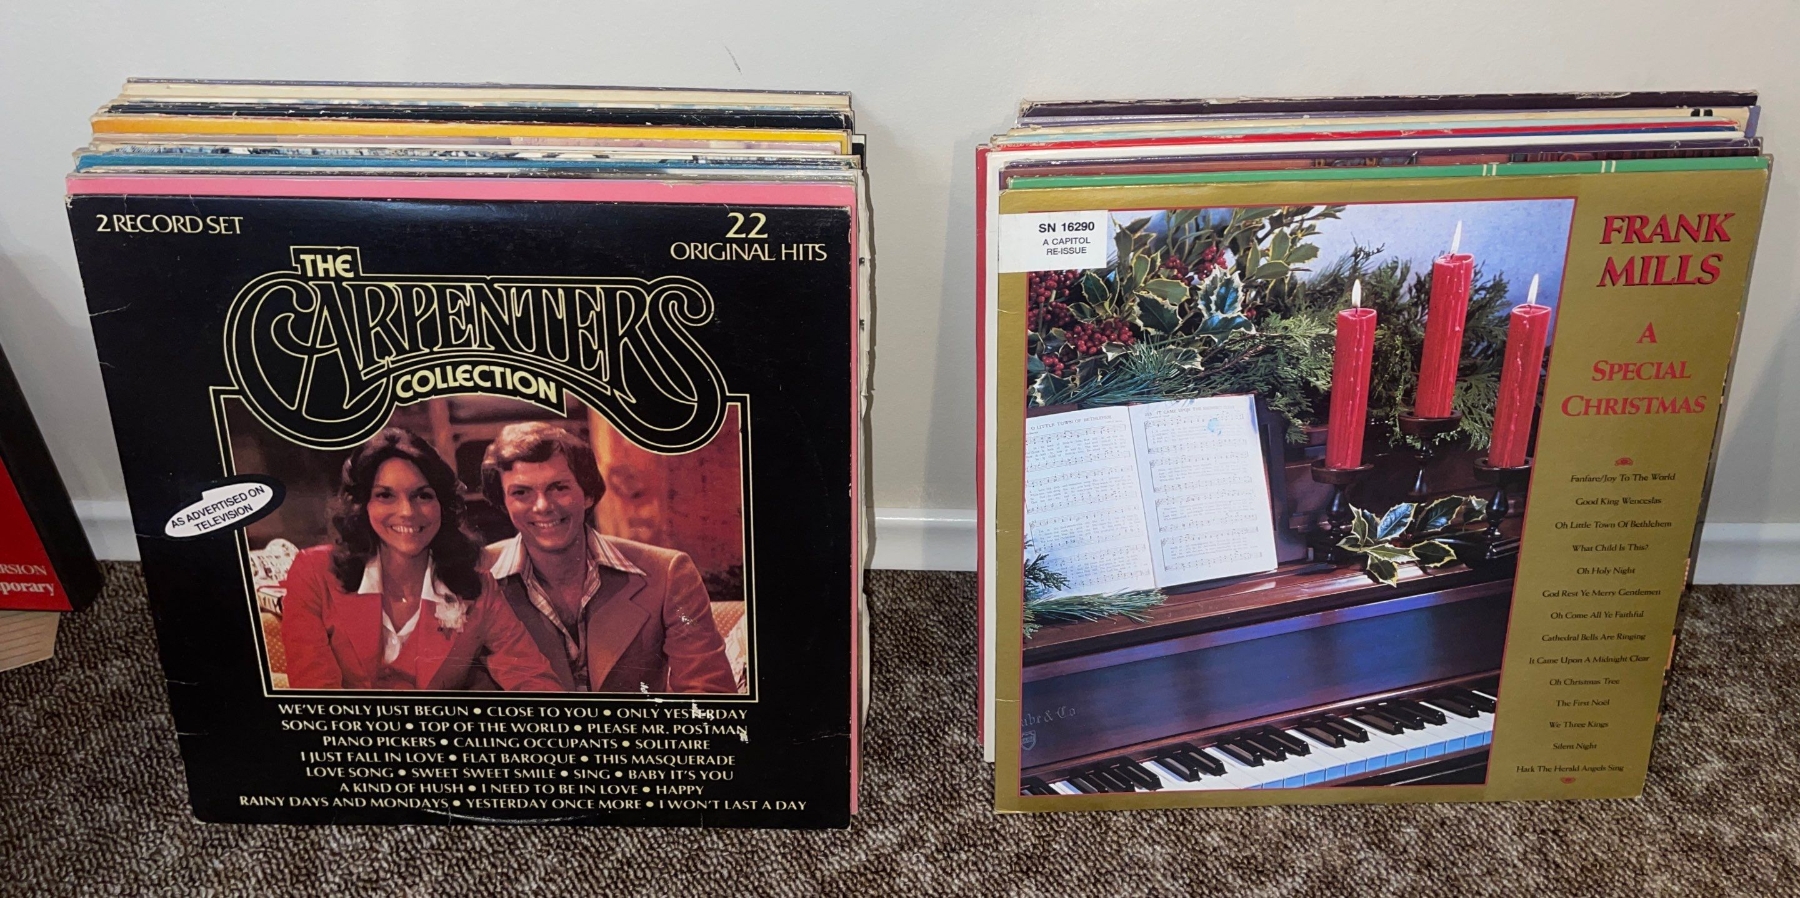 2 RECORD SET
22
ORIGINAL HITS
THE
CARPENTERS
COLLECTION
AS ADVERTISED ON
TELEVISION
WE'VE ONLY JUST BEGUN • CLOSE TO YOU • ONLY YESTERDAY
SONG FOR YOU • TOP OF THE WORLD • PLEASE MR. POSTMAN
PIANO PICKERS • CALLING OCCUPANTS • SOLITAIRE
I JUST FALL IN LOVE • FLAT BAROQUE • THIS MASQUERADE
LOVE SONG • SWEET SWEET SMILE • SING • BABY IT'S YOU
A KIND OF HUSH • I NEED TO BE IN LOVE • HAPPY
RAINY DAYS AND MONDAYS • YESTERDAY ONCE MORE • I WON'T LAST A DAY
SN 16290
A CAPITOL
RE-ISSUE
FRANK
MILLS
A
SPECIAL
CHRISTMAS
Fanfare/Joy To The World
Good King Wenceslas
Oh Little Town Of Bethlehem
What Child Is This?
Oh Holy Night
God Rest Ye Merry Gentlemen
Oh Come All Ye Faithful
Cathedral Bells Are Ringing
It Came Upon A Midnight Clear
Oh Christmas Tree
The First Noël
We Three Kings
Silent Night
Hark The Herald Angels Sing
O LITTLE TOWN OF BETHLEHEM